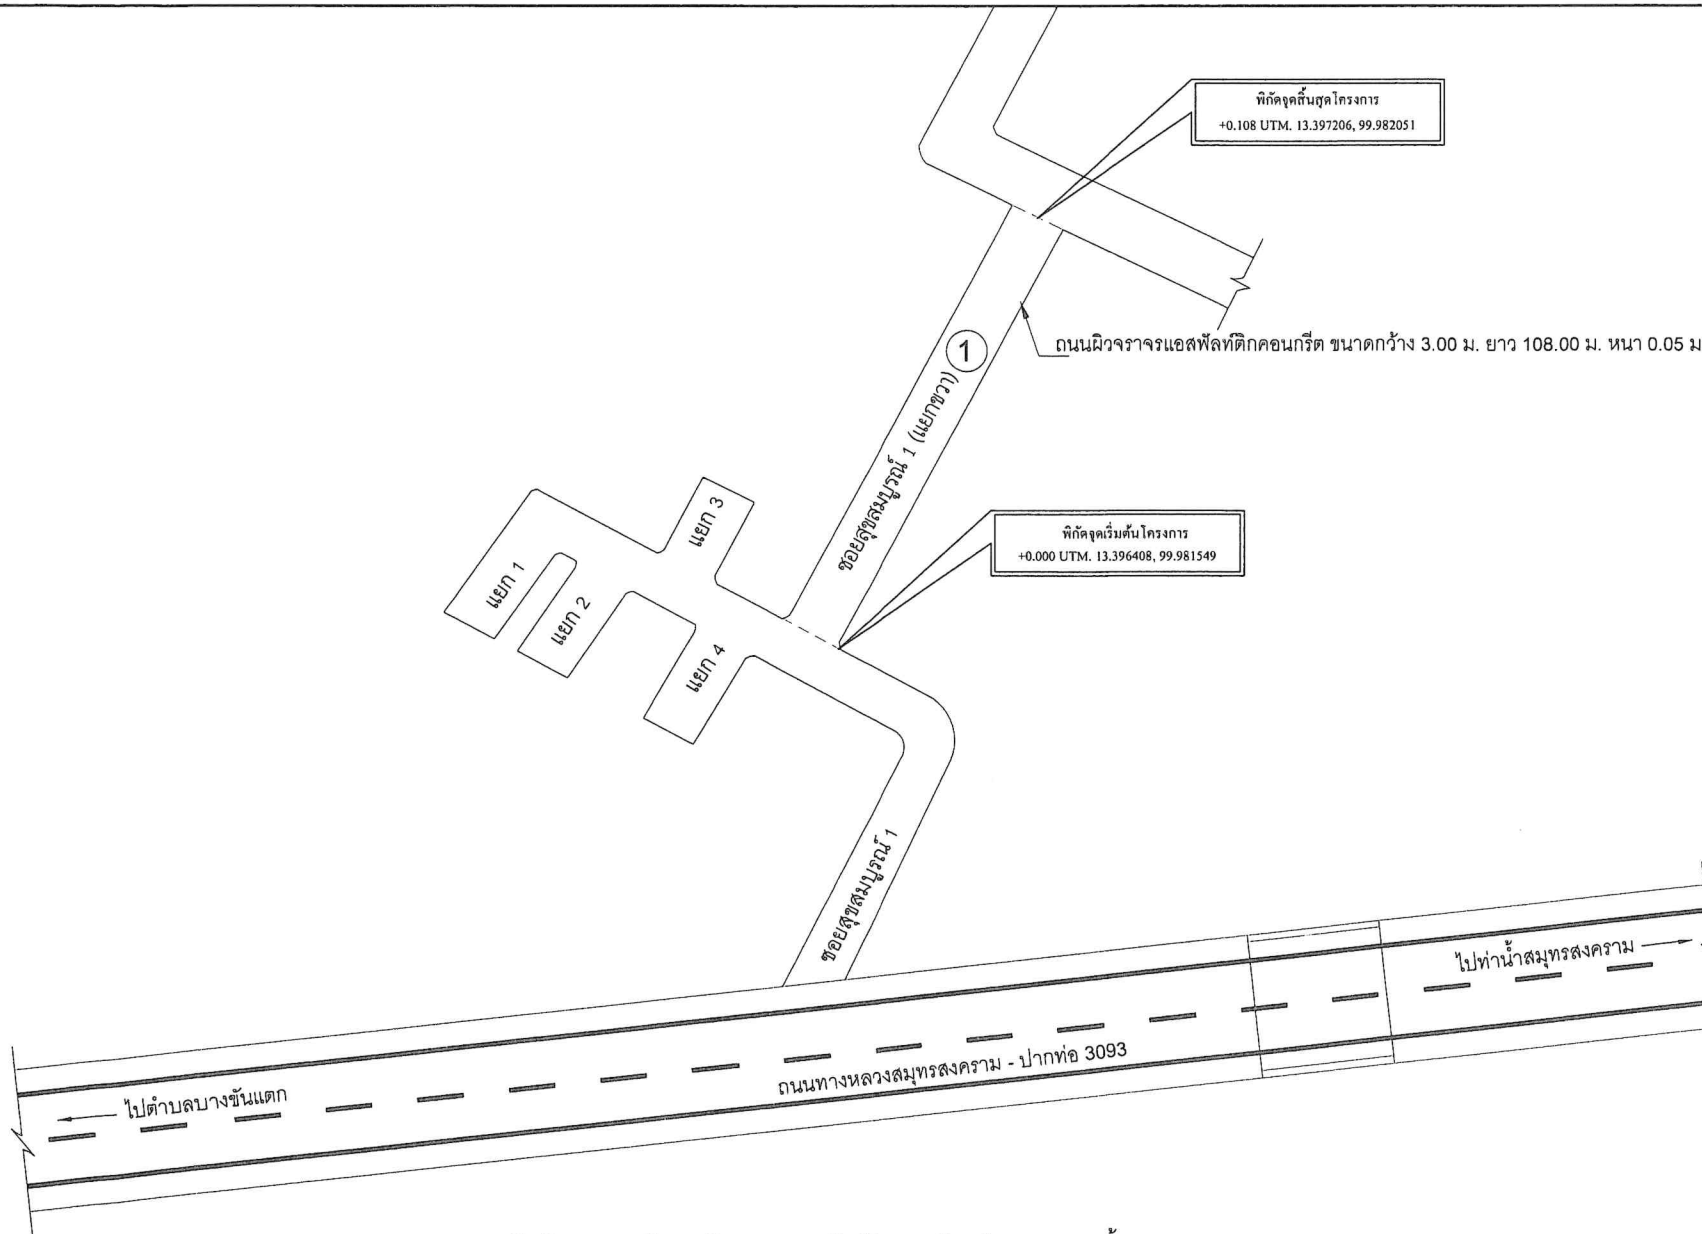 พิกัดจุดสิ้นสุดโครงการ
+0.108 UTM. 13.397206, 99.982051
ถนนผิวจราจรแอสฟัลท์ติกคอนกรีต ขนาดกว้าง 3.00 ม. ยาว 108.00 ม. หนา 0.05 ม
1
ซอยสุขสมบูรณ์ 1 (แยกขวา)
พิกัดจุดเริ่มต้นโครงการ
+0.000 UTM. 13.396408, 99.981549
แยก 3
แยก 1
แยก 2
แยก 4
ซอยสุขสมบูรณ์ 1
ไปท่าน้ำสมุทรสงคราม
ถนนทางหลวงสมุทรสงคราม - ปากท่อ 3093
ไปตำบลบางขันแตก